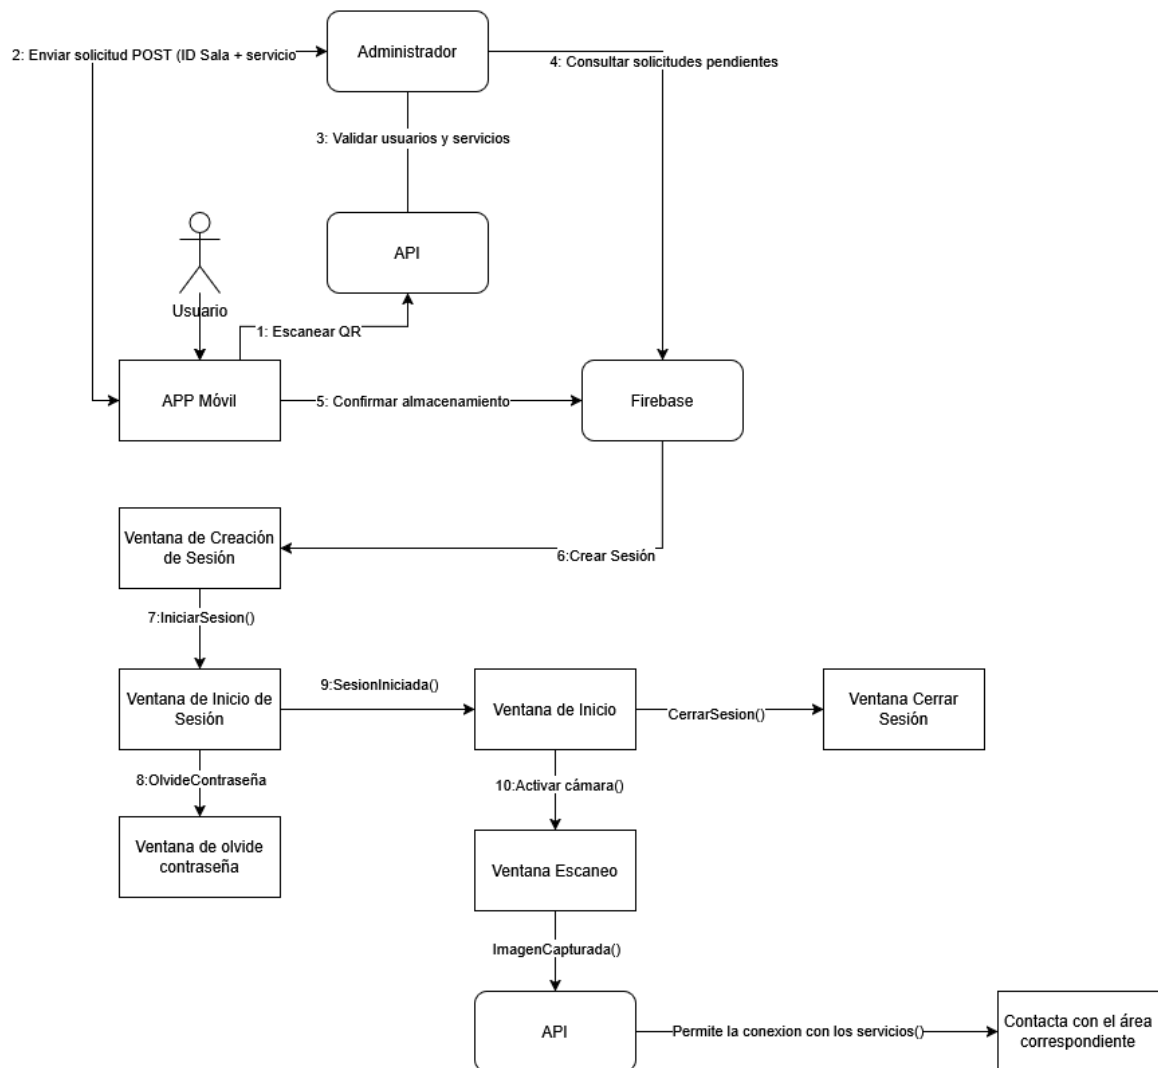 Administrador
2: Enviar solicitud POST (ID Sala + servicio
4: Consultar solicitudes pendientes
3: Validar usuarios y servicios
API
Usuario
1: Escanear QR
APP Móvil
5: Confirmar almacenamiento
Firebase
Ventana de Creación
de Sesión
6:Crear Sesión
7:IniciarSesion()
Ventana de Inicio de
Sesión
9:SesionIniciada()
Ventana de Inicio
CerrarSesion()
Ventana Cerrar
Sesión
8:OlvideContraseña
10:Activar cámara()
Ventana de olvide
contraseña
Ventana Escaneo
ImagenCapturada()
API
Permite la conexion con los servicios()
Contacta con el área
correspondiente